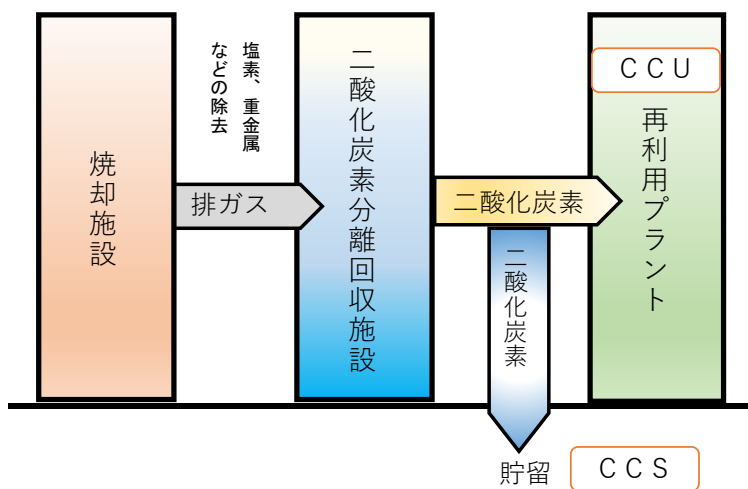 焼却施設
塩素、重金属
などの除去
排ガス
二酸化炭素分離回収施設
二酸化炭素
二酸化炭素
ＣＣＵ
再利用プラント
貯留
ＣＣＳ